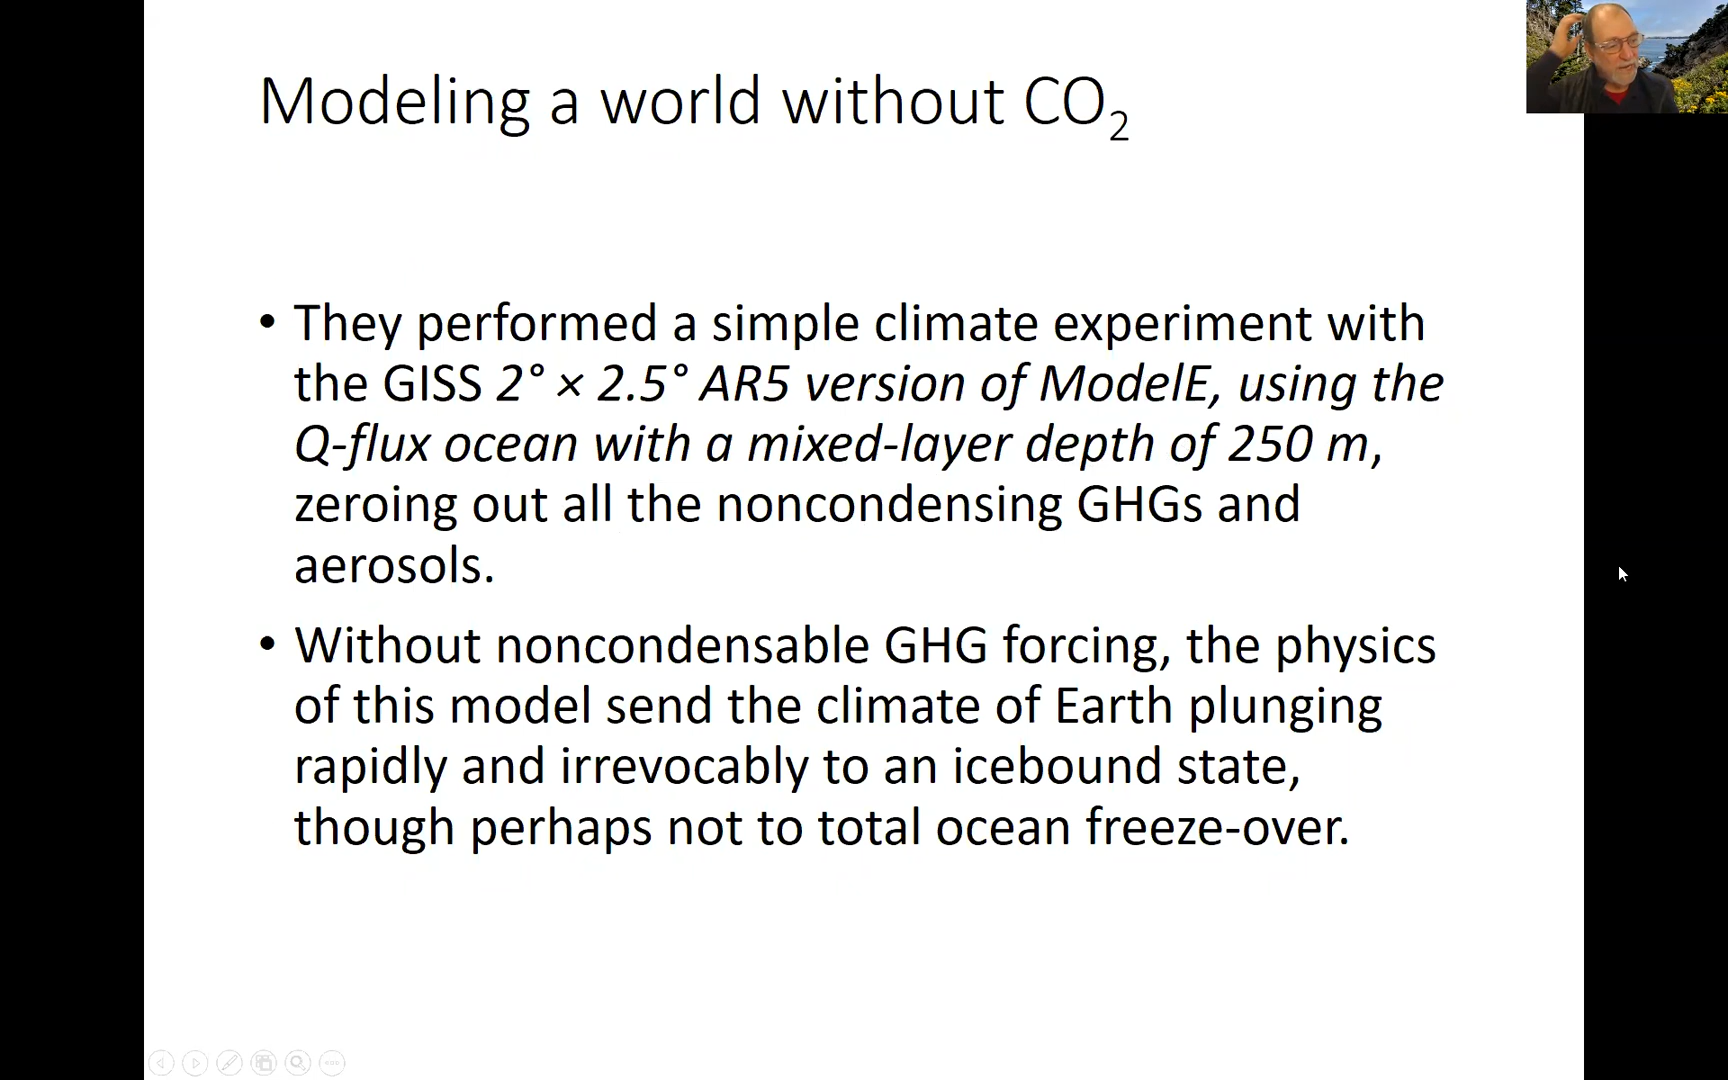 Modeling a world without CO₂
• They performed a simple climate experiment with
the GISS 2° × 2.5° AR5 version of ModelE, using the
Q-flux ocean with a mixed-layer depth of 250 m,
zeroing out all the noncondensing GHGs and
aerosols.
• Without noncondensable GHG forcing, the physics
of this model send the climate of Earth plunging
rapidly and irrevocably to an icebound state,
though perhaps not to total ocean freeze-over.